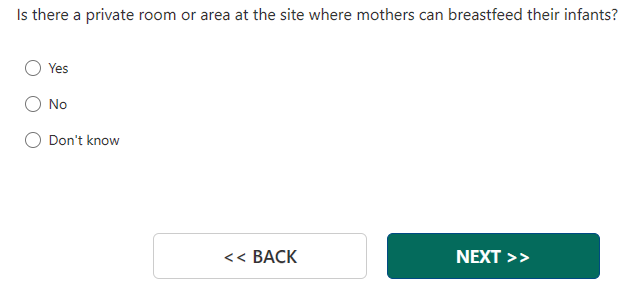 Is there a private room or area at the site where mothers can breastfeed their infants?
Yes
No
Don't know
<< BACK
NEXT >>